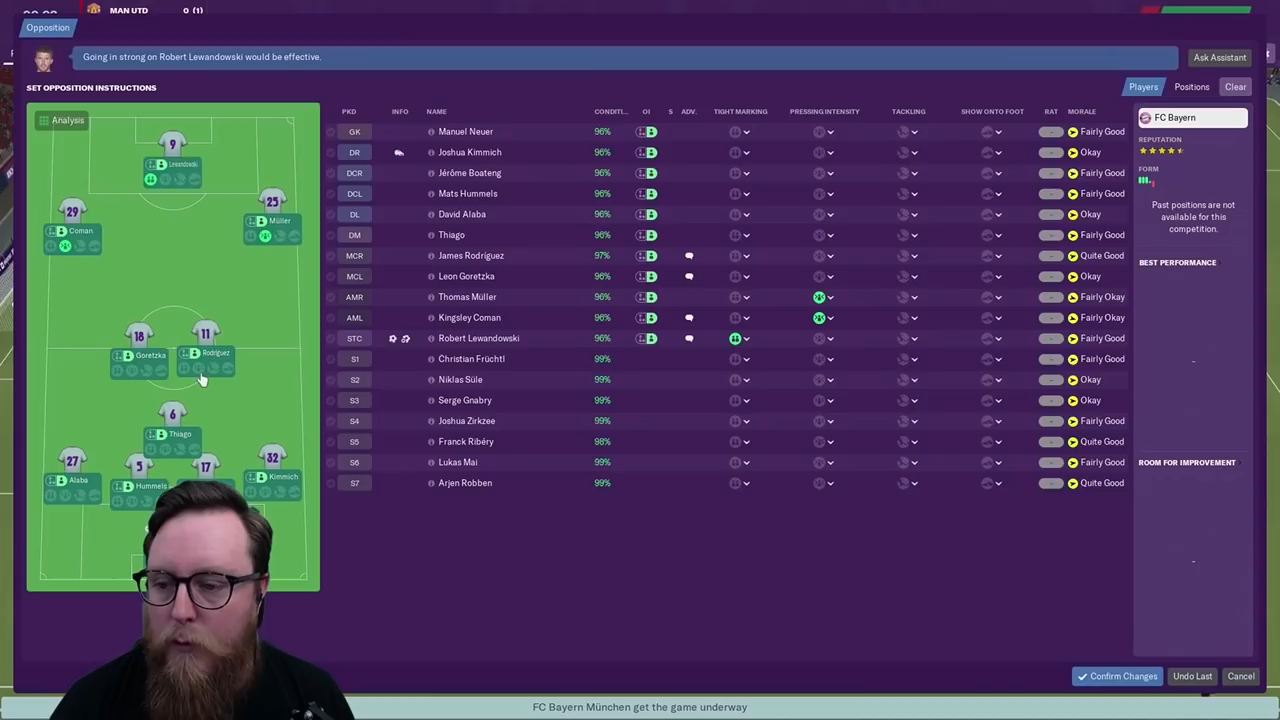 MAN UTD 0 (1)
Opposition
Going in strong on Robert Lewandowski would be effective.
Ask Assistant
SET OPPOSITION INSTRUCTIONS
Players Positions Clear
Analysis
9
Lewandowski
29
Coman
25
Müller
18
Goretzka
11
Rodríguez
6
Thiago
27
Alaba
5
Hummels
17
32
Kimmich
PKD INFO NAME CONDITI... OI S ADV. TIGHT MARKING PRESSING INTENSITY TACKLING SHOW ONTO FOOT RAT MORALE
GK Manuel Neuer 96% - Fairly Good
DR Joshua Kimmich 96% - Okay
DCR Jérôme Boateng 96% - Fairly Good
DCL Mats Hummels 96% - Fairly Good
DL David Alaba 96% - Okay
DM Thiago 96% - Fairly Good
MCR James Rodríguez 97% - Quite Good
MCL Leon Goretzka 96% - Okay
AMR Thomas Müller 96% - Fairly Okay
AML Kingsley Coman 96% - Fairly Okay
STC Robert Lewandowski 96% - Fairly Good
S1 Christian Früchtl 99% - Fairly Good
S2 Niklas Süle 99% - Okay
S3 Serge Gnabry 99% - Okay
S4 Joshua Zirkzee 99% - Fairly Good
S5 Franck Ribéry 98% - Quite Good
S6 Lukas Mai 99% - Fairly Good
S7 Arjen Robben 99% - Quite Good
FC Bayern
REPUTATION
FORM
Past positions are
not available for this
competition.
BEST PERFORMANCE
-
ROOM FOR IMPROVEMENT
-
Confirm Changes Undo Last Cancel
FC Bayern München get the game underway